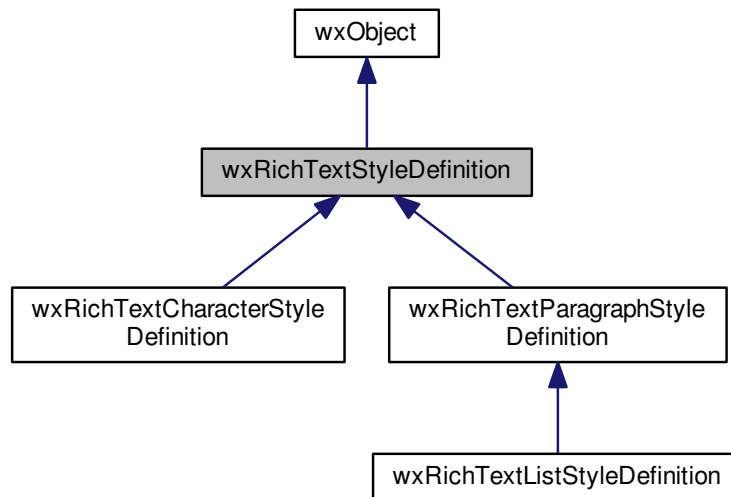 wxObject
wxRichTextStyleDefinition
wxRichTextCharacterStyle
Definition
wxRichTextParagraphStyle
Definition
wxRichTextListStyleDefinition